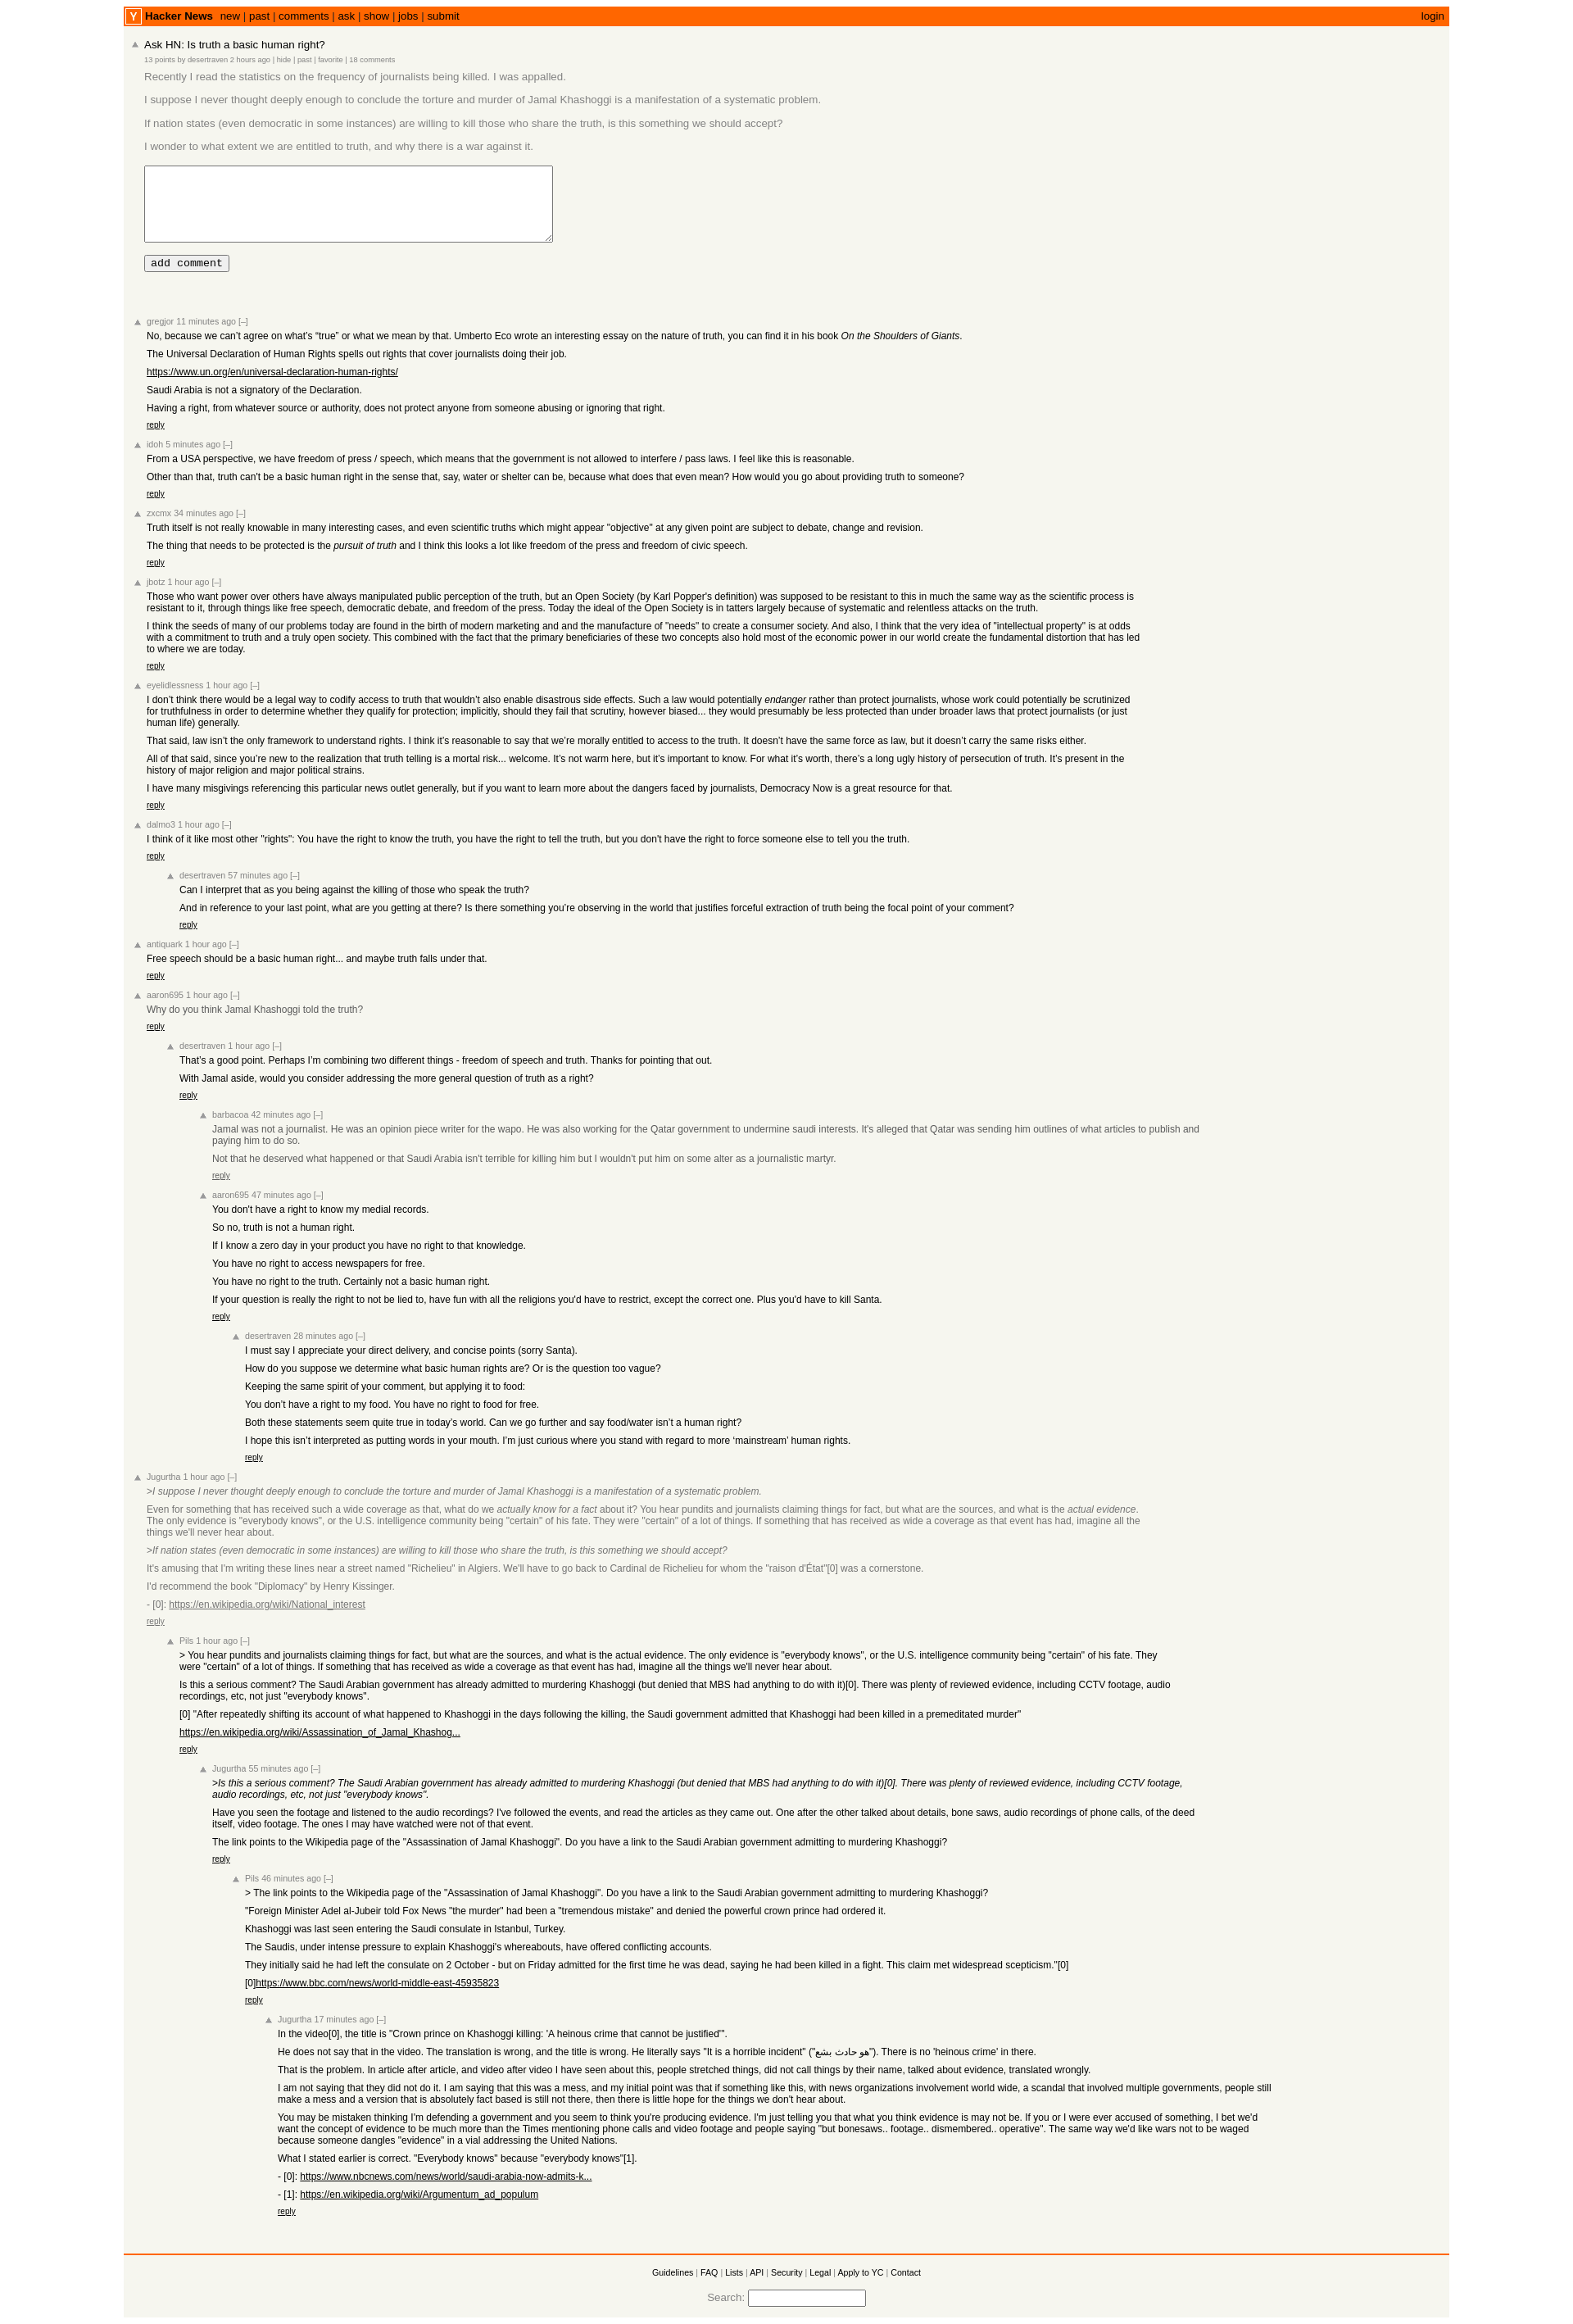 Hacker News new | past | comments | ask | show | jobs | submit login
Ask HN: Is truth a basic human right?
13 points by desertraven 2 hours ago | hide | past | favorite | 18 comments
Recently I read the statistics on the frequency of journalists being killed. I was appalled.
I suppose I never thought deeply enough to conclude the torture and murder of Jamal Khashoggi is a manifestation of a systematic problem.
If nation states (even democratic in some instances) are willing to kill those who share the truth, is this something we should accept?
I wonder to what extent we are entitled to truth, and why there is a war against it.
add comment
gregjor 11 minutes ago [–]
No, because we can’t agree on what’s “true” or what we mean by that. Umberto Eco wrote an interesting essay on the nature of truth, you can find it in his book On the Shoulders of Giants.
The Universal Declaration of Human Rights spells out rights that cover journalists doing their job.
https://www.un.org/en/universal-declaration-human-rights/
Saudi Arabia is not a signatory of the Declaration.
Having a right, from whatever source or authority, does not protect anyone from someone abusing or ignoring that right.
reply
idoh 5 minutes ago [–]
From a USA perspective, we have freedom of press / speech, which means that the government is not allowed to interfere / pass laws. I feel like this is reasonable.
Other than that, truth can't be a basic human right in the sense that, say, water or shelter can be, because what does that even mean? How would you go about providing truth to someone?
reply
zxcmx 34 minutes ago [–]
Truth itself is not really knowable in many interesting cases, and even scientific truths which might appear "objective" at any given point are subject to debate, change and revision.
The thing that needs to be protected is the pursuit of truth and I think this looks a lot like freedom of the press and freedom of civic speech.
reply
jbotz 1 hour ago [–]
Those who want power over others have always manipulated public perception of the truth, but an Open Society (by Karl Popper's definition) was supposed to be resistant to this in much the same way as the scientific process is
resistant to it, through things like free speech, democratic debate, and freedom of the press. Today the ideal of the Open Society is in tatters largely because of systematic and relentless attacks on the truth.
I think the seeds of many of our problems today are found in the birth of modern marketing and and the manufacture of "needs" to create a consumer society. And also, I think that the very idea of "intellectual property" is at odds
with a commitment to truth and a truly open society. This combined with the fact that the primary beneficiaries of these two concepts also hold most of the economic power in our world create the fundamental distortion that has led
to where we are today.
reply
eyelidlessness 1 hour ago [–]
I don’t think there would be a legal way to codify access to truth that wouldn’t also enable disastrous side effects. Such a law would potentially endanger rather than protect journalists, whose work could potentially be scrutinized
for truthfulness in order to determine whether they qualify for protection; implicitly, should they fail that scrutiny, however biased... they would presumably be less protected than under broader laws that protect journalists (or just
human life) generally.
That said, law isn’t the only framework to understand rights. I think it’s reasonable to say that we’re morally entitled to access to the truth. It doesn’t have the same force as law, but it doesn’t carry the same risks either.
All of that said, since you’re new to the realization that truth telling is a mortal risk... welcome. It’s not warm here, but it’s important to know. For what it’s worth, there’s a long ugly history of persecution of truth. It’s present in the
history of major religion and major political strains.
I have many misgivings referencing this particular news outlet generally, but if you want to learn more about the dangers faced by journalists, Democracy Now is a great resource for that.
reply
dalmo3 1 hour ago [–]
I think of it like most other "rights": You have the right to know the truth, you have the right to tell the truth, but you don't have the right to force someone else to tell you the truth.
reply
desertraven 57 minutes ago [–]
Can I interpret that as you being against the killing of those who speak the truth?
And in reference to your last point, what are you getting at there? Is there something you’re observing in the world that justifies forceful extraction of truth being the focal point of your comment?
reply
antiquark 1 hour ago [–]
Free speech should be a basic human right... and maybe truth falls under that.
reply
aaron695 1 hour ago [–]
Why do you think Jamal Khashoggi told the truth?
reply
desertraven 1 hour ago [–]
That’s a good point. Perhaps I’m combining two different things - freedom of speech and truth. Thanks for pointing that out.
With Jamal aside, would you consider addressing the more general question of truth as a right?
reply
barbacoa 42 minutes ago [–]
Jamal was not a journalist. He was an opinion piece writer for the wapo. He was also working for the Qatar government to undermine saudi interests. It's alleged that Qatar was sending him outlines of what articles to publish and
paying him to do so.
Not that he deserved what happened or that Saudi Arabia isn't terrible for killing him but I wouldn't put him on some alter as a journalistic martyr.
reply
aaron695 47 minutes ago [–]
You don't have a right to know my medial records.
So no, truth is not a human right.
If I know a zero day in your product you have no right to that knowledge.
You have no right to access newspapers for free.
You have no right to the truth. Certainly not a basic human right.
If your question is really the right to not be lied to, have fun with all the religions you'd have to restrict, except the correct one. Plus you'd have to kill Santa.
reply
desertraven 28 minutes ago [–]
I must say I appreciate your direct delivery, and concise points (sorry Santa).
How do you suppose we determine what basic human rights are? Or is the question too vague?
Keeping the same spirit of your comment, but applying it to food:
You don’t have a right to my food. You have no right to food for free.
Both these statements seem quite true in today’s world. Can we go further and say food/water isn’t a human right?
I hope this isn’t interpreted as putting words in your mouth. I’m just curious where you stand with regard to more ‘mainstream’ human rights.
reply
Jugurtha 1 hour ago [–]
>I suppose I never thought deeply enough to conclude the torture and murder of Jamal Khashoggi is a manifestation of a systematic problem.
Even for something that has received such a wide coverage as that, what do we actually know for a fact about it? You hear pundits and journalists claiming things for fact, but what are the sources, and what is the actual evidence.
The only evidence is "everybody knows", or the U.S. intelligence community being "certain" of his fate. They were "certain" of a lot of things. If something that has received as wide a coverage as that event has had, imagine all the
things we'll never hear about.
>If nation states (even democratic in some instances) are willing to kill those who share the truth, is this something we should accept?
It's amusing that I'm writing these lines near a street named "Richelieu" in Algiers. We'll have to go back to Cardinal de Richelieu for whom the "raison d'État"[0] was a cornerstone.
I'd recommend the book "Diplomacy" by Henry Kissinger.
- [0]: https://en.wikipedia.org/wiki/National_interest
reply
Pils 1 hour ago [–]
> You hear pundits and journalists claiming things for fact, but what are the sources, and what is the actual evidence. The only evidence is "everybody knows", or the U.S. intelligence community being "certain" of his fate. They
were "certain" of a lot of things. If something that has received as wide a coverage as that event has had, imagine all the things we'll never hear about.
Is this a serious comment? The Saudi Arabian government has already admitted to murdering Khashoggi (but denied that MBS had anything to do with it)[0]. There was plenty of reviewed evidence, including CCTV footage, audio
recordings, etc, not just "everybody knows".
[0] "After repeatedly shifting its account of what happened to Khashoggi in the days following the killing, the Saudi government admitted that Khashoggi had been killed in a premeditated murder"
https://en.wikipedia.org/wiki/Assassination_of_Jamal_Khashog...
reply
Jugurtha 55 minutes ago [–]
>Is this a serious comment? The Saudi Arabian government has already admitted to murdering Khashoggi (but denied that MBS had anything to do with it)[0]. There was plenty of reviewed evidence, including CCTV footage,
audio recordings, etc, not just "everybody knows".
Have you seen the footage and listened to the audio recordings? I've followed the events, and read the articles as they came out. One after the other talked about details, bone saws, audio recordings of phone calls, of the deed
itself, video footage. The ones I may have watched were not of that event.
The link points to the Wikipedia page of the "Assassination of Jamal Khashoggi". Do you have a link to the Saudi Arabian government admitting to murdering Khashoggi?
reply
Pils 46 minutes ago [–]
> The link points to the Wikipedia page of the "Assassination of Jamal Khashoggi". Do you have a link to the Saudi Arabian government admitting to murdering Khashoggi?
"Foreign Minister Adel al-Jubeir told Fox News "the murder" had been a "tremendous mistake" and denied the powerful crown prince had ordered it.
Khashoggi was last seen entering the Saudi consulate in Istanbul, Turkey.
The Saudis, under intense pressure to explain Khashoggi's whereabouts, have offered conflicting accounts.
They initially said he had left the consulate on 2 October - but on Friday admitted for the first time he was dead, saying he had been killed in a fight. This claim met widespread scepticism."[0]
[0]https://www.bbc.com/news/world-middle-east-45935823
reply
Jugurtha 17 minutes ago [–]
In the video[0], the title is "Crown prince on Khashoggi killing: 'A heinous crime that cannot be justified'".
He does not say that in the video. The translation is wrong, and the title is wrong. He literally says "It is a horrible incident" ("هو حادث بشع"). There is no 'heinous crime' in there.
That is the problem. In article after article, and video after video I have seen about this, people stretched things, did not call things by their name, talked about evidence, translated wrongly.
I am not saying that they did not do it. I am saying that this was a mess, and my initial point was that if something like this, with news organizations involvement world wide, a scandal that involved multiple governments, people still
make a mess and a version that is absolutely fact based is still not there, then there is little hope for the things we don't hear about.
You may be mistaken thinking I'm defending a government and you seem to think you're producing evidence. I'm just telling you that what you think evidence is may not be. If you or I were ever accused of something, I bet we'd
want the concept of evidence to be much more than the Times mentioning phone calls and video footage and people saying "but bonesaws.. footage.. dismembered.. operative". The same way we'd like wars not to be waged
because someone dangles "evidence" in a vial addressing the United Nations.
What I stated earlier is correct. "Everybody knows" because "everybody knows"[1].
- [0]: https://www.nbcnews.com/news/world/saudi-arabia-now-admits-k...
- [1]: https://en.wikipedia.org/wiki/Argumentum_ad_populum
reply
Guidelines | FAQ | Lists | API | Security | Legal | Apply to YC | Contact
Search: